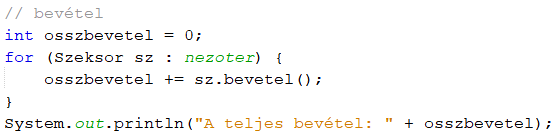 // bevétel
int osszbevetel = 0;
for (Szeksor sz : nezoter) {
    osszbevetel += sz.bevetel();
}
System.out.println("A teljes bevétel: " + osszbevetel);